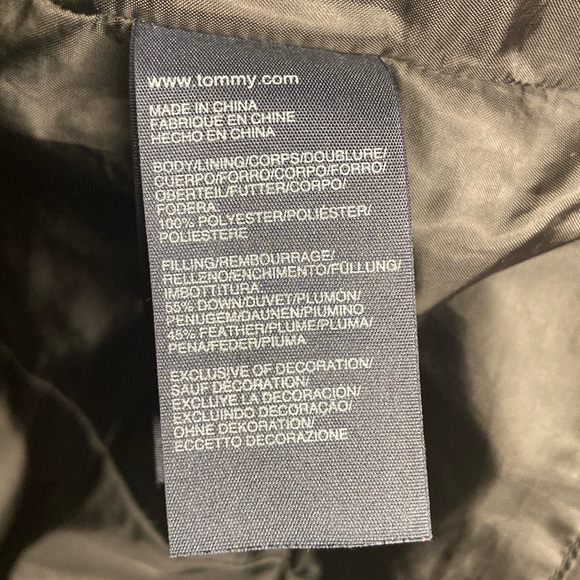 www.tommy.com
MADE IN CHINA
FABRIQUÉ EN CHINE
HECHO EN CHINA
BODY/LINING/CORPS/DOUBLURE/
CUERPO/FORRO/CORPO/FORRO/
OBERTEIL/FUTTER/CORPO/
FODERA
100% POLYESTER/POLIÉSTER/
POLIESTERE
FILLING/REMBOURRAGE/
RELLENO/ENCHIMENTO/FÜLLUNG/
IMBOTTITURA
55% DOWN/DUVET/PLUMÓN/
PENUGEM/DAUNEN/PIUMINO
45% FEATHER/PLUME/PLUMA/
PENA/FEDER/PIUMA
EXCLUSIVE OF DECORATION/
SAUF DÉCORATION/
EXCLUYE LA DECORACIÓN/
EXCLUINDO DECORAÇÃO/
OHNE DEKORATION/
ECCETTO DECORAZIONE